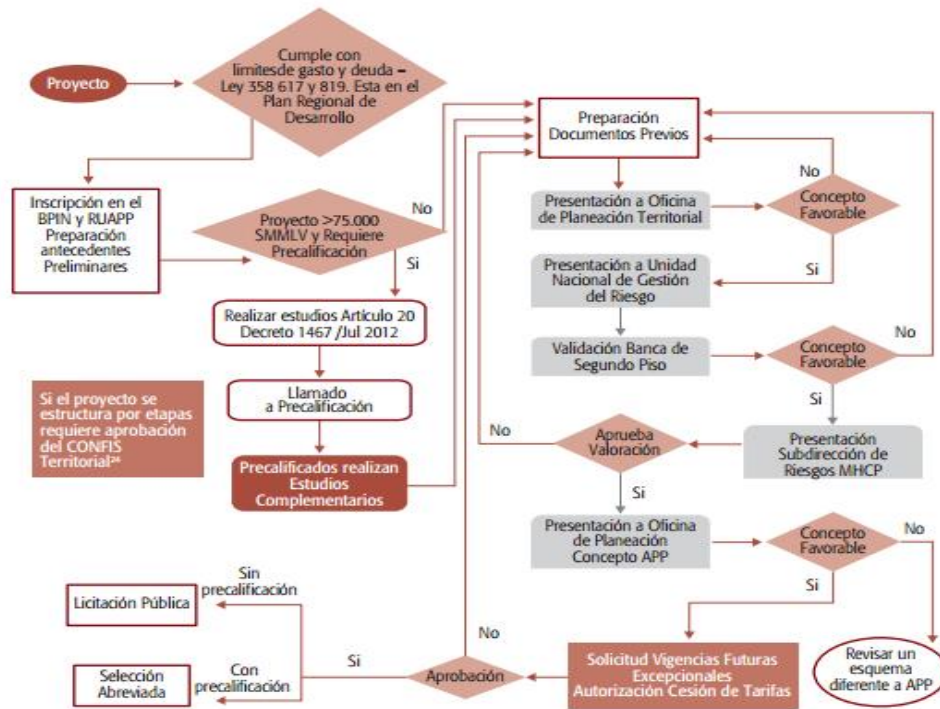 Proyecto
Cumple con
limitesde gasto y deuda –
Ley 358 617 y 819. Esta en el
Plan Regional de
Desarrollo
Inscripción en el
BPIN y RUAPP
Preparación
antecedentes
Preliminares
Proyecto >75.000
SMMLV y Requiere
Precalificación
No
Si
Realizar estudios Artículo 20
Decreto 1467 /Jul 2012
Llamado
a Precalificación
Precalificados realizan
Estudios
Complementarios
Si el proyecto se
estructura por etapas
requiere aprobación
del CONFIS
Territorial²⁴
Preparación
Documentos Previos
Presentación a Oficina
de Planeación Territorial
Concepto
Favorable
No
Si
Presentación a Unidad
Nacional de Gestión
del Riesgo
Validación Banca de
Segundo Piso
Concepto
Favorable
No
Si
Presentación
Subdirección de
Riesgos MHCP
Aprueba
Valoración
No
Si
Presentación a Oficina
de Planeación
Concepto APP
Concepto
Favorable
No
Si
Revisar un
esquema
diferente a APP
Solicitud Vigencias Futuras
Excepcionales
Autorización Cesión de Tarifas
Aprobación
No
Si
Sin
precalificación
Licitación Pública
Con
precalificación
Selección
Abreviada